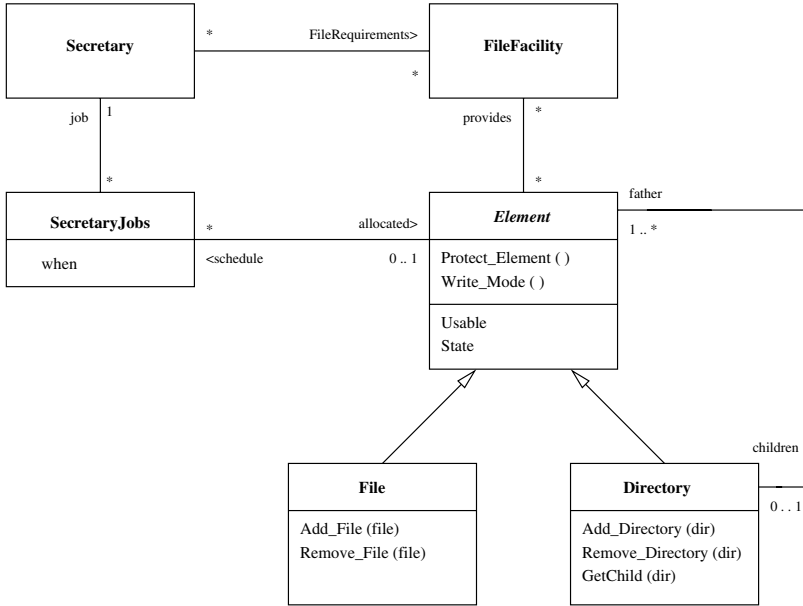 Secretary
*
FileRequirements>
*
FileFacility
job
1
*
provides
*
*
SecretaryJobs
when
*
allocated>
<schedule
0 .. 1
Element
Protect_Element ( )
Write_Mode ( )
Usable
State
father
1 .. *
children
0 . . 1
File
Add_File (file)
Remove_File (file)
Directory
Add_Directory (dir)
Remove_Directory (dir)
GetChild (dir)